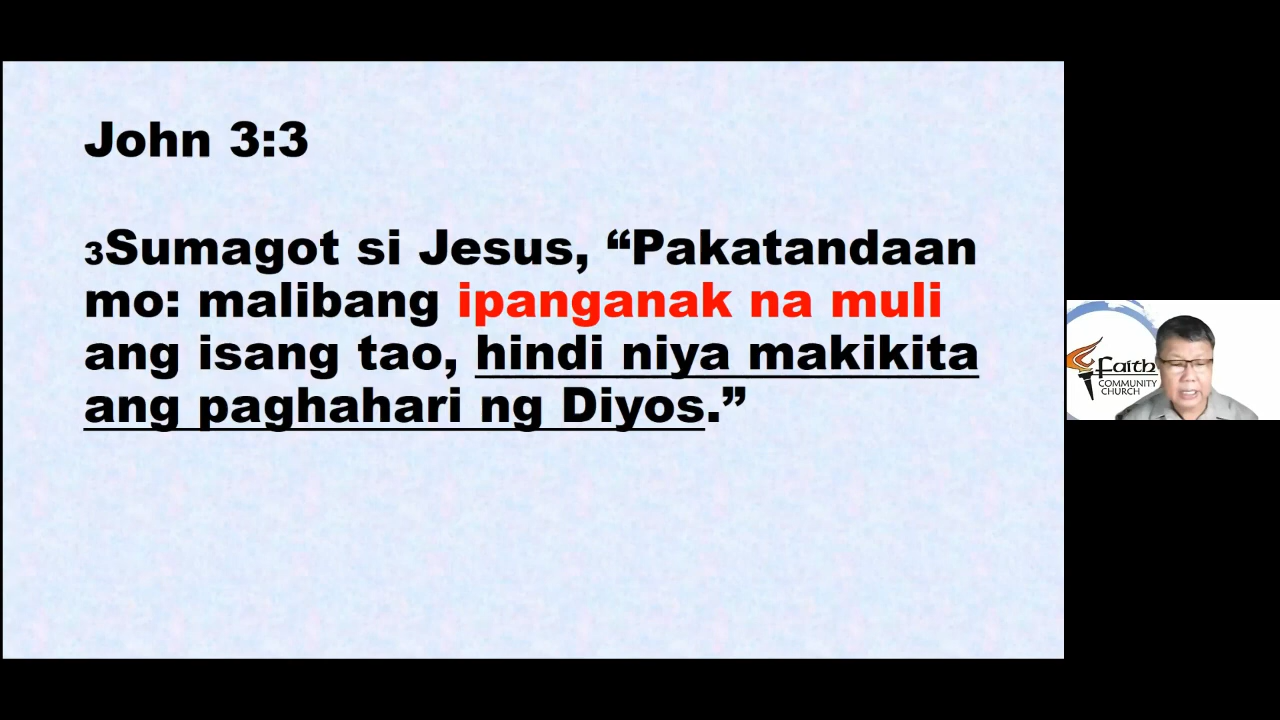 John 3:3
3Sumagot si Jesus, “Pakatandaan
mo: malibang ipanganak na muli
ang isang tao, hindi niya makikita
ang paghahari ng Diyos.”
Faith
COMMUNITY
CHURCH